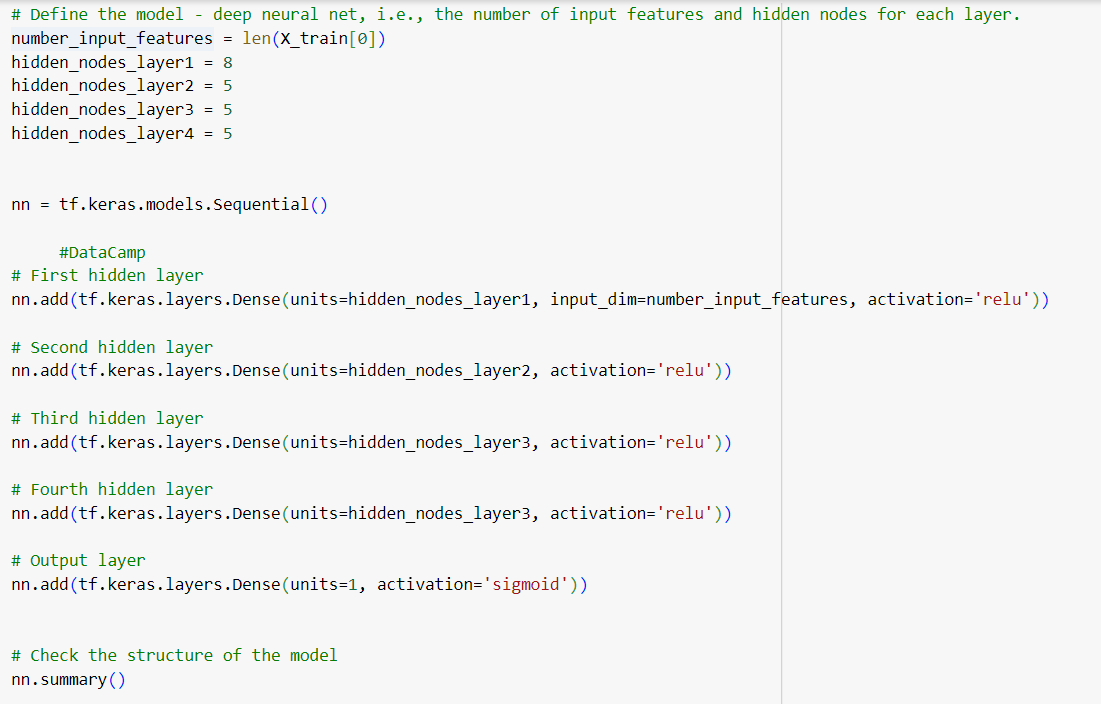 # Define the model - deep neural net, i.e., the number of input features and hidden nodes for each layer.
number_input_features = len(X_train[0])
hidden_nodes_layer1 = 8
hidden_nodes_layer2 = 5
hidden_nodes_layer3 = 5
hidden_nodes_layer4 = 5
nn = tf.keras.models.Sequential()
#DataCamp
# First hidden layer
nn.add(tf.keras.layers.Dense(units=hidden_nodes_layer1, input_dim=number_input_features, activation='relu'))
# Second hidden layer
nn.add(tf.keras.layers.Dense(units=hidden_nodes_layer2, activation='relu'))
# Third hidden layer
nn.add(tf.keras.layers.Dense(units=hidden_nodes_layer3, activation='relu'))
# Fourth hidden layer
nn.add(tf.keras.layers.Dense(units=hidden_nodes_layer3, activation='relu'))
# Output layer
nn.add(tf.keras.layers.Dense(units=1, activation='sigmoid'))
# Check the structure of the model
nn.summary()